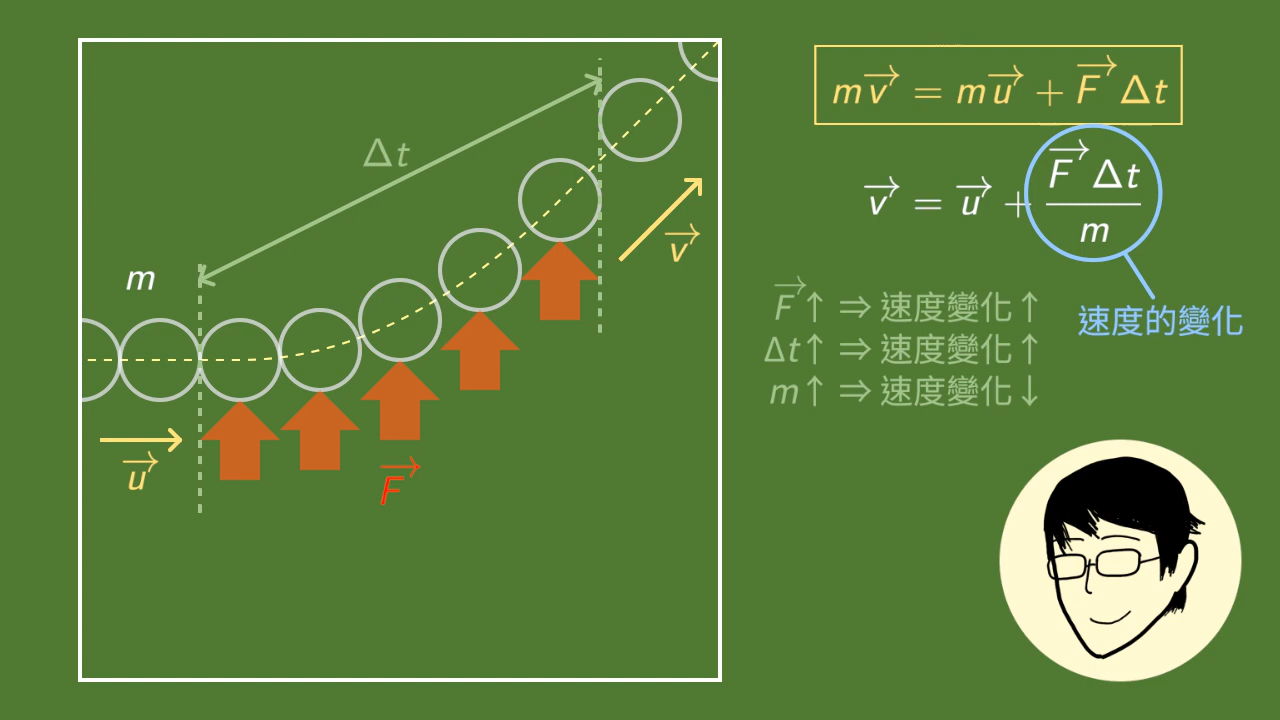 Δt
m
u⃗
F⃗
v⃗
mv⃗ = mu⃗ + F⃗Δt
v⃗ = u⃗ + F⃗Δt/m
速度的變化
F⃗↑ ⇒ 速度變化↑
Δt↑ ⇒ 速度變化↑
m↑ ⇒ 速度變化↓